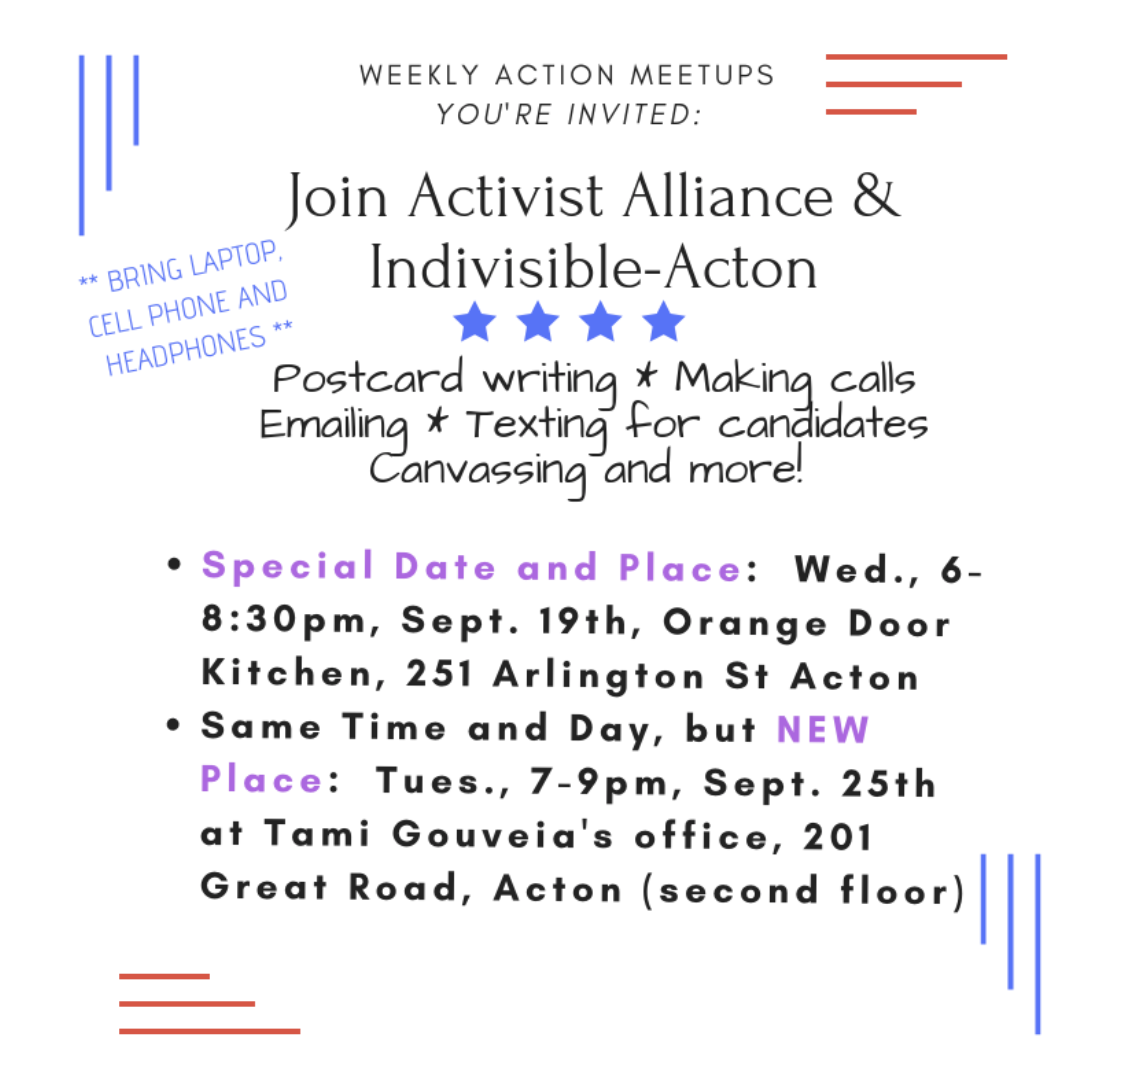 WEEKLY ACTION MEETUPS
YOU'RE INVITED:
Join Activist Alliance &
Indivisible-Acton
** BRING LAPTOP,
CELL PHONE AND
HEADPHONES **
Postcard writing * Making calls
Emailing * Texting for candidates
Canvassing and more!
• Special Date and Place:  Wed., 6-
8:30pm, Sept. 19th, Orange Door
Kitchen, 251 Arlington St Acton
• Same Time and Day, but NEW
Place:  Tues., 7-9pm, Sept. 25th
at Tami Gouveia's office, 201
Great Road, Acton (second floor)